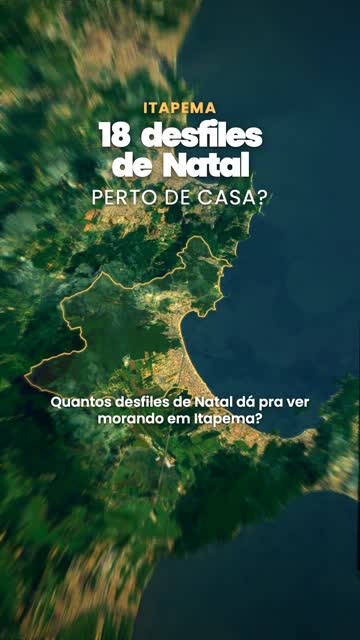 ITAPEMA
18 desfiles
de Natal
PERTO DE CASA?
Quantos desfiles de Natal dá pra ver
morando em Itapema?